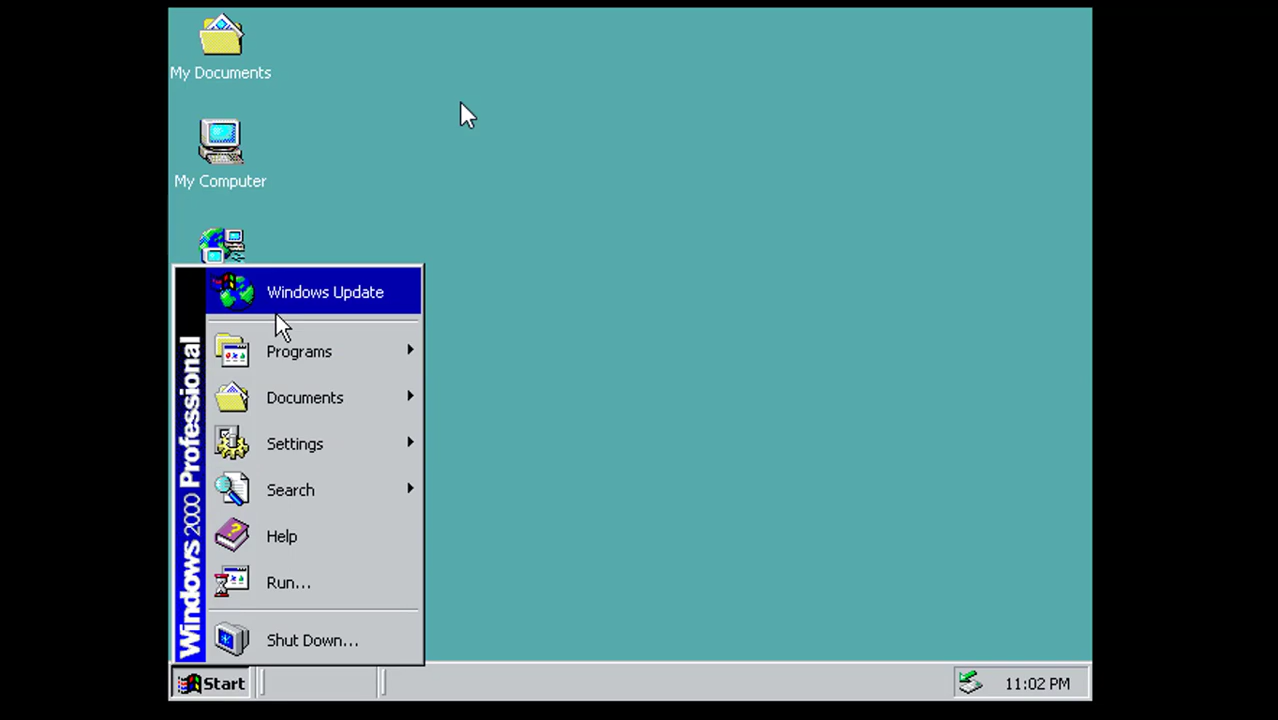 My Documents
My Computer
Windows Update
Programs
Documents
Settings
Search
Help
Run...
Shut Down...
Windows 2000 Professional
Start
11:02 PM